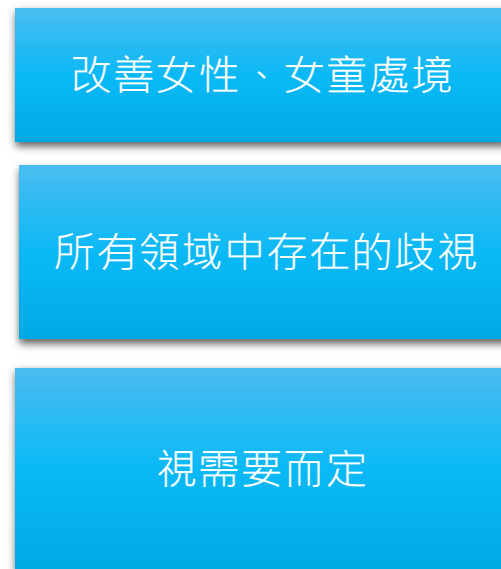 改善女性、女童處境
所有領域中存在的歧視
視需要而定